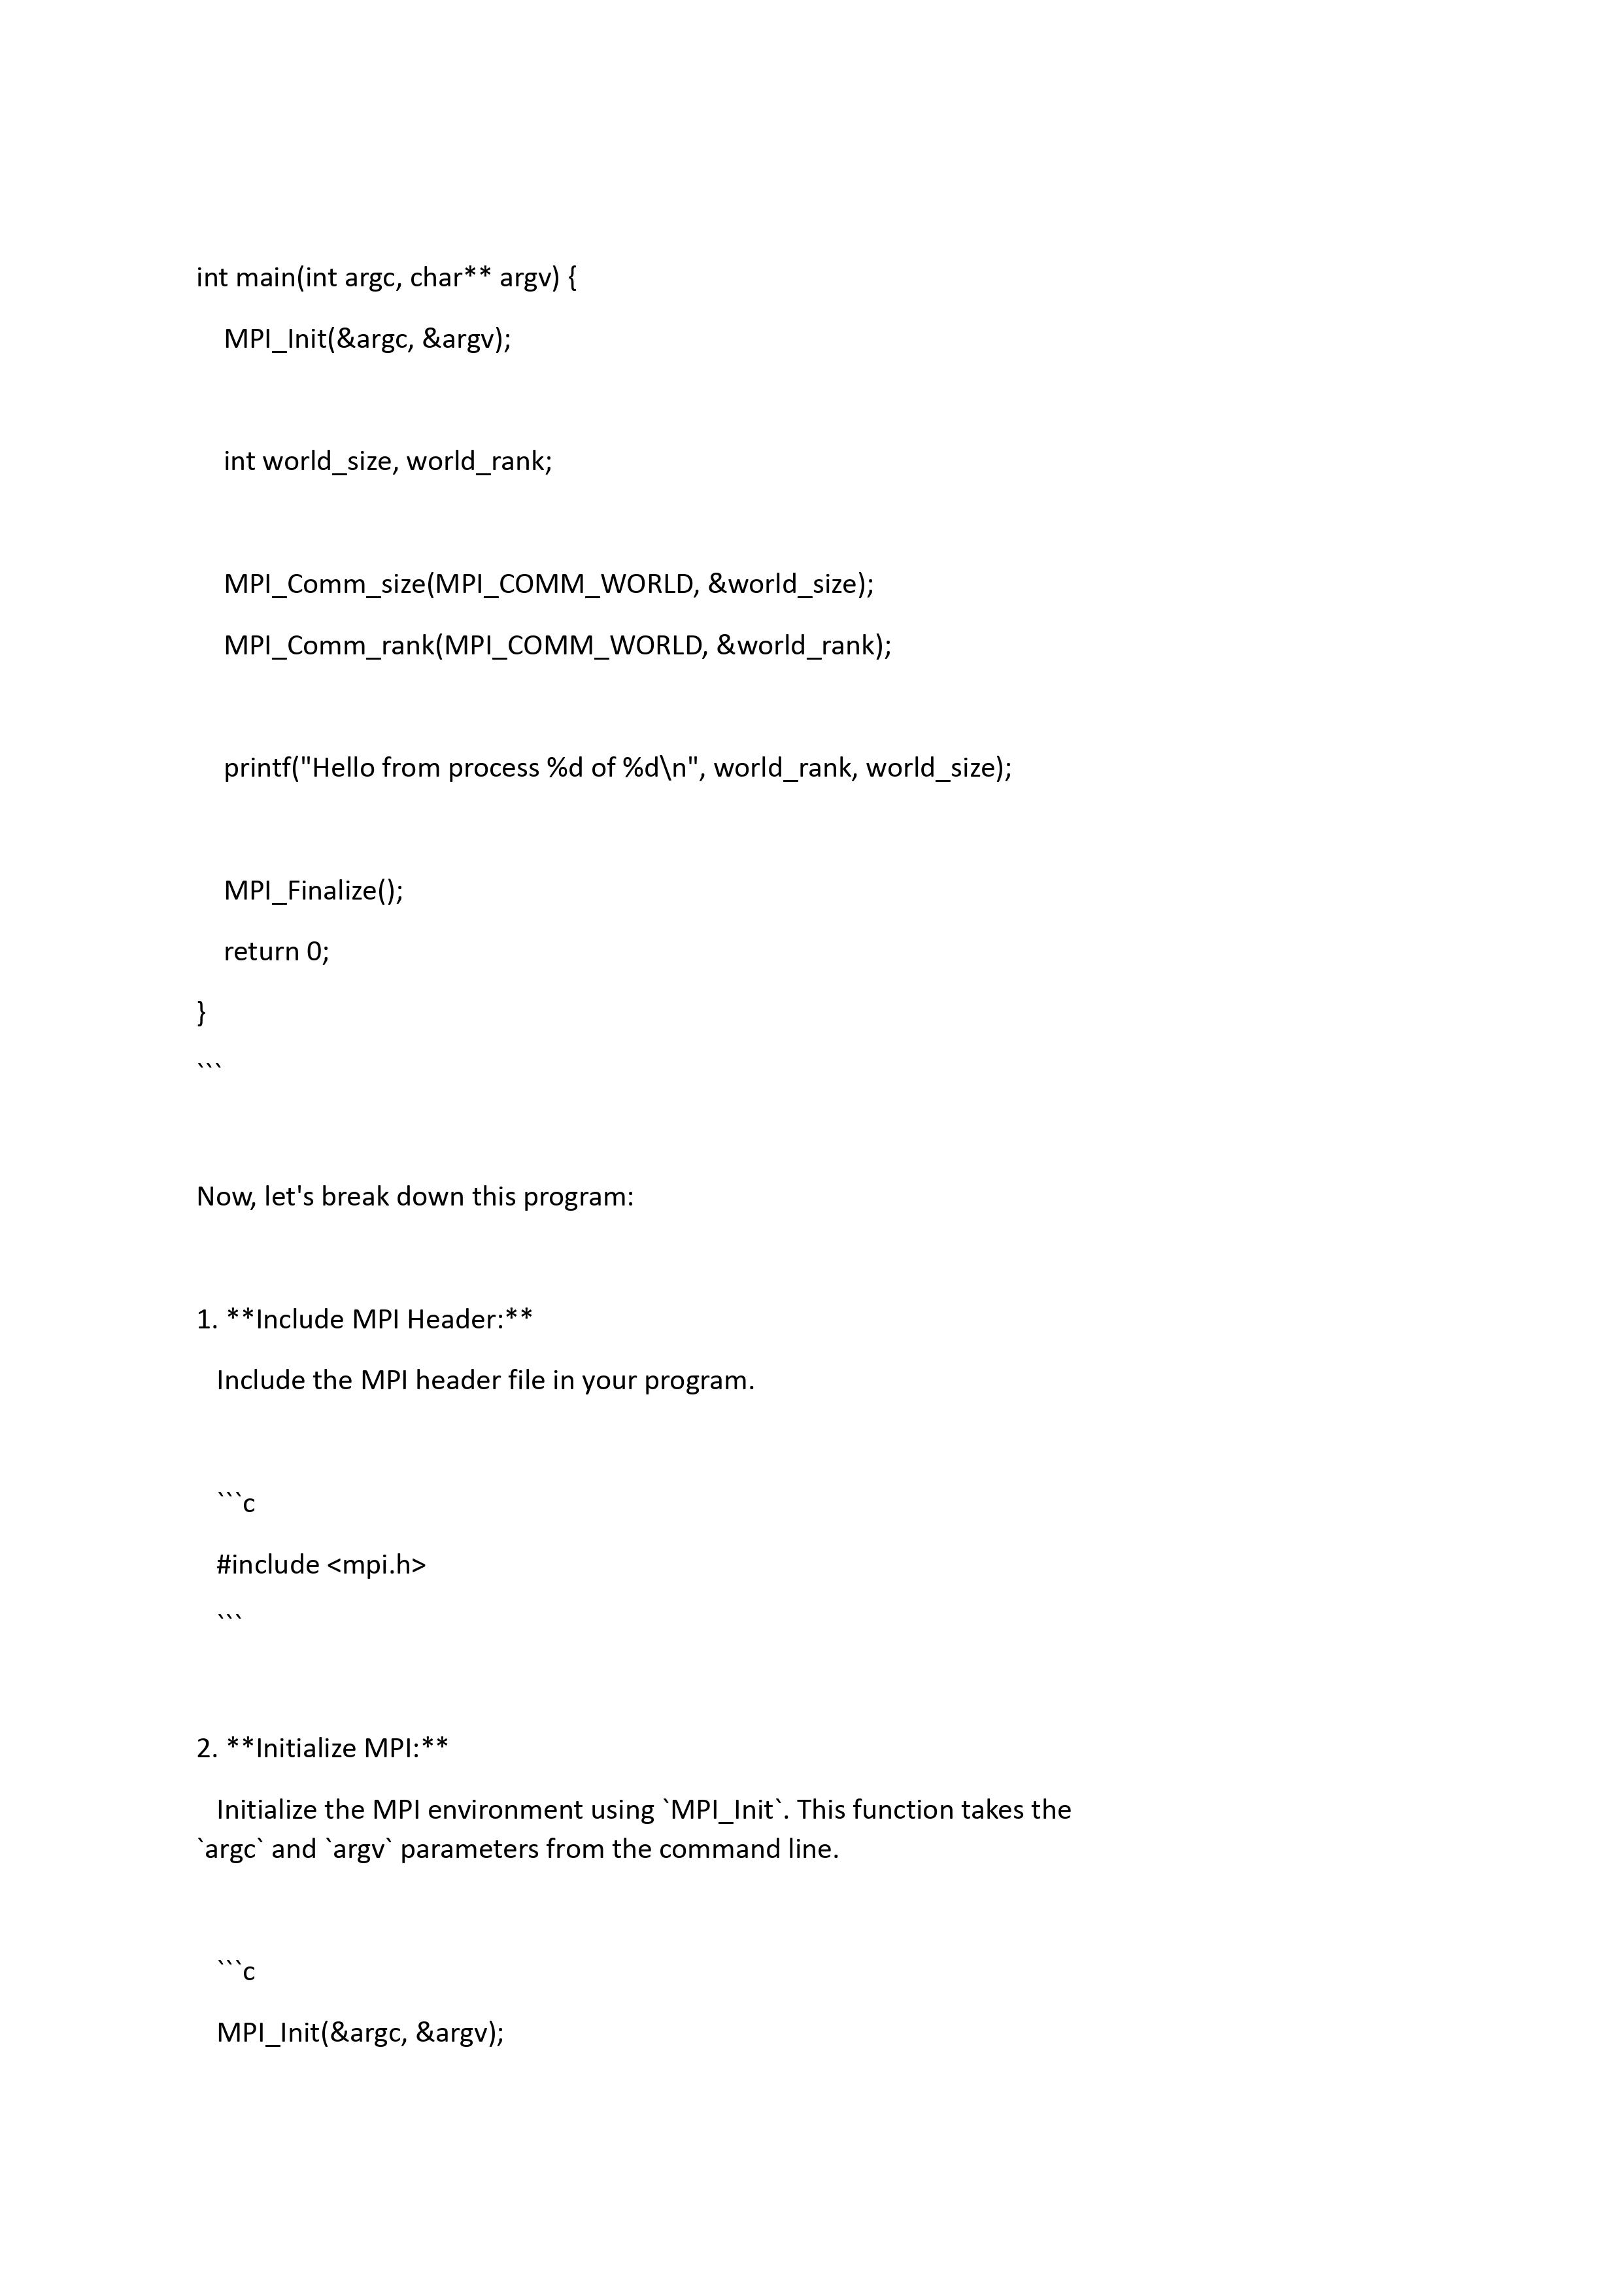 int main(int argc, char** argv) {
MPI_Init(&argc, &argv);
int world_size, world_rank;
MPI_Comm_size(MPI_COMM_WORLD, &world_size);
MPI_Comm_rank(MPI_COMM_WORLD, &world_rank);
printf("Hello from process %d of %d\n", world_rank, world_size);
MPI_Finalize();
return 0;
}
```
Now, let's break down this program:
1. **Include MPI Header:**
Include the MPI header file in your program.
```c
#include <mpi.h>
```
2. **Initialize MPI:**
Initialize the MPI environment using `MPI_Init`. This function takes the
`argc` and `argv` parameters from the command line.
```c
MPI_Init(&argc, &argv);